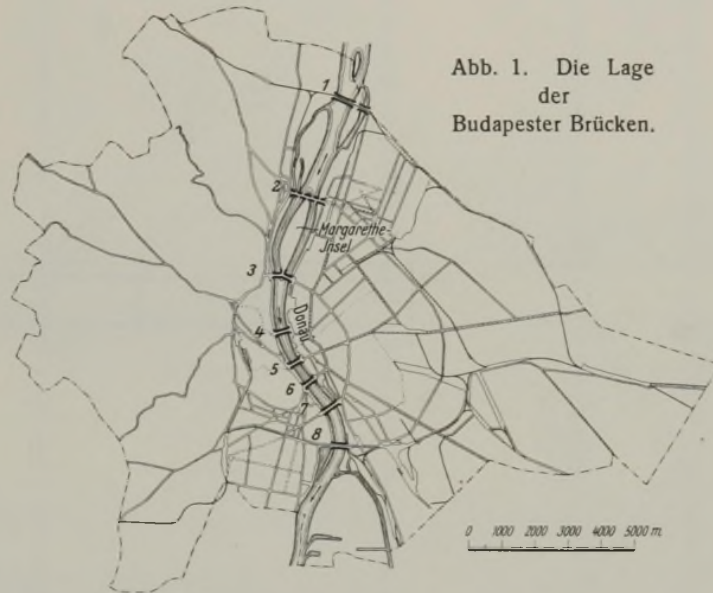 Abb. 1. Die Lage
der
Budapester Brücken.
1
2
Margarethe-
Jnsel
3
Donau
4
5
6
7
8
0 1000 2000 3000 4000 5000 m.